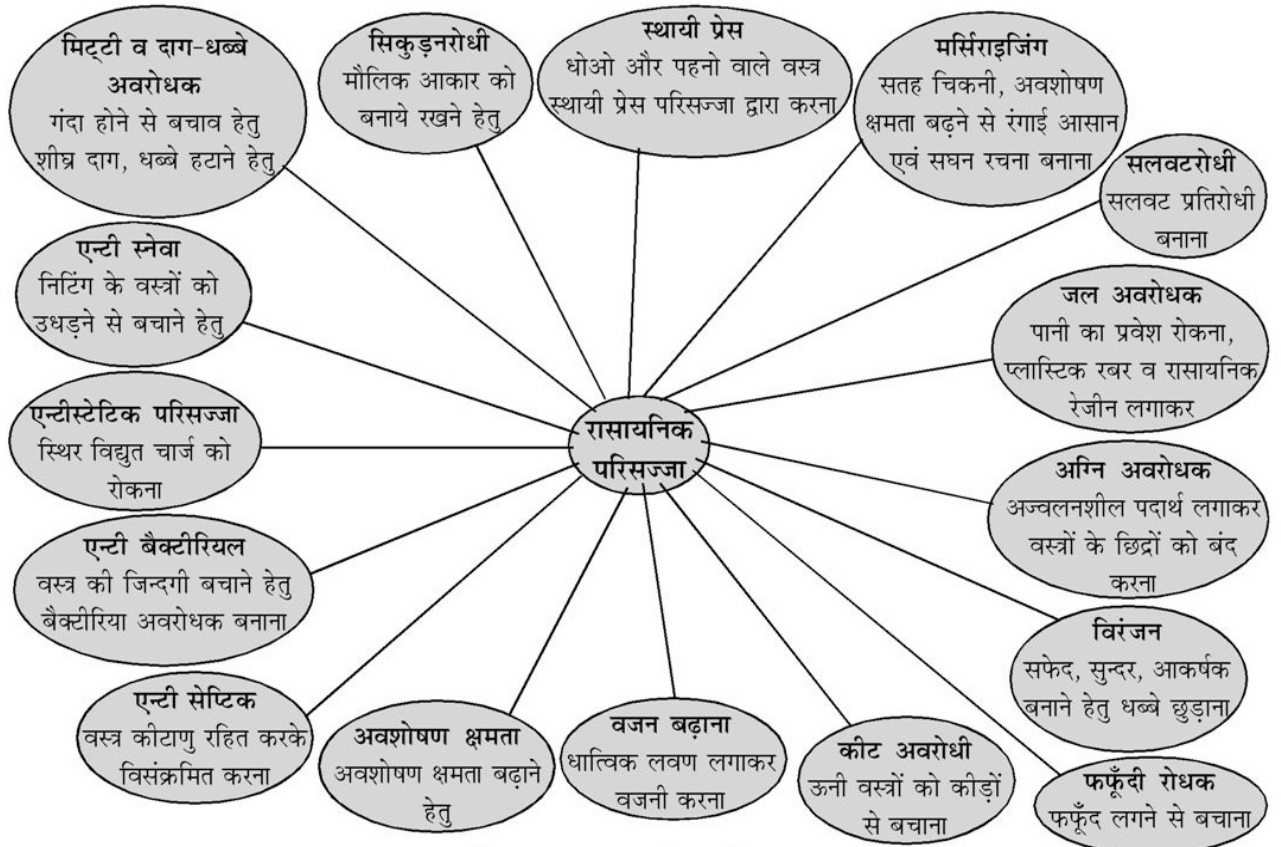 मिट्टी व दाग-धब्बे
अवरोधक
गंदा होने से बचाव हेतु
शीघ्र दाग, धब्बे हटाने हेतु
सिकुड़नरोधी
मौलिक आकार को
बनाये रखने हेतु
स्थायी प्रेस
धोओ और पहनो वाले वस्त्र
स्थायी प्रेस परिसज्जा द्वारा करना
मर्सिराइजिंग
सतह चिकनी, अवशोषण
क्षमता बढ़ने से रंगाई आसान
एवं सघन रचना बनाना
सलवटरोधी
सलवट प्रतिरोधी
बनाना
एन्टी स्नेवा
निटिंग के वस्त्रों को
उधड़ने से बचाने हेतु
जल अवरोधक
पानी का प्रवेश रोकना,
प्लास्टिक रबर व रासायनिक
रेजीन लगाकर
एन्टीस्टेटिक परिसज्जा
स्थिर विद्युत चार्ज को
रोकना
रासायनिक
परिसज्जा
अग्नि अवरोधक
अज्वलनशील पदार्थ लगाकर
वस्त्रों के छिद्रों को बंद
करना
एन्टी बैक्टीरियल
वस्त्र की जिन्दगी बचाने हेतु
बैक्टीरिया अवरोधक बनाना
विरंजन
सफेद, सुन्दर, आकर्षक
बनाने हेतु धब्बे छुड़ाना
एन्टी सेप्टिक
वस्त्र कीटाणु रहित करके
विसंक्रमित करना
अवशोषण क्षमता
अवशोषण क्षमता बढ़ाने
हेतु
वजन बढ़ाना
धात्विक लवण लगाकर
वजनी करना
कीट अवरोधी
ऊनी वस्त्रों को कीड़ों
से बचाना
फफूँदी रोधक
फफूँद लगने से बचाना